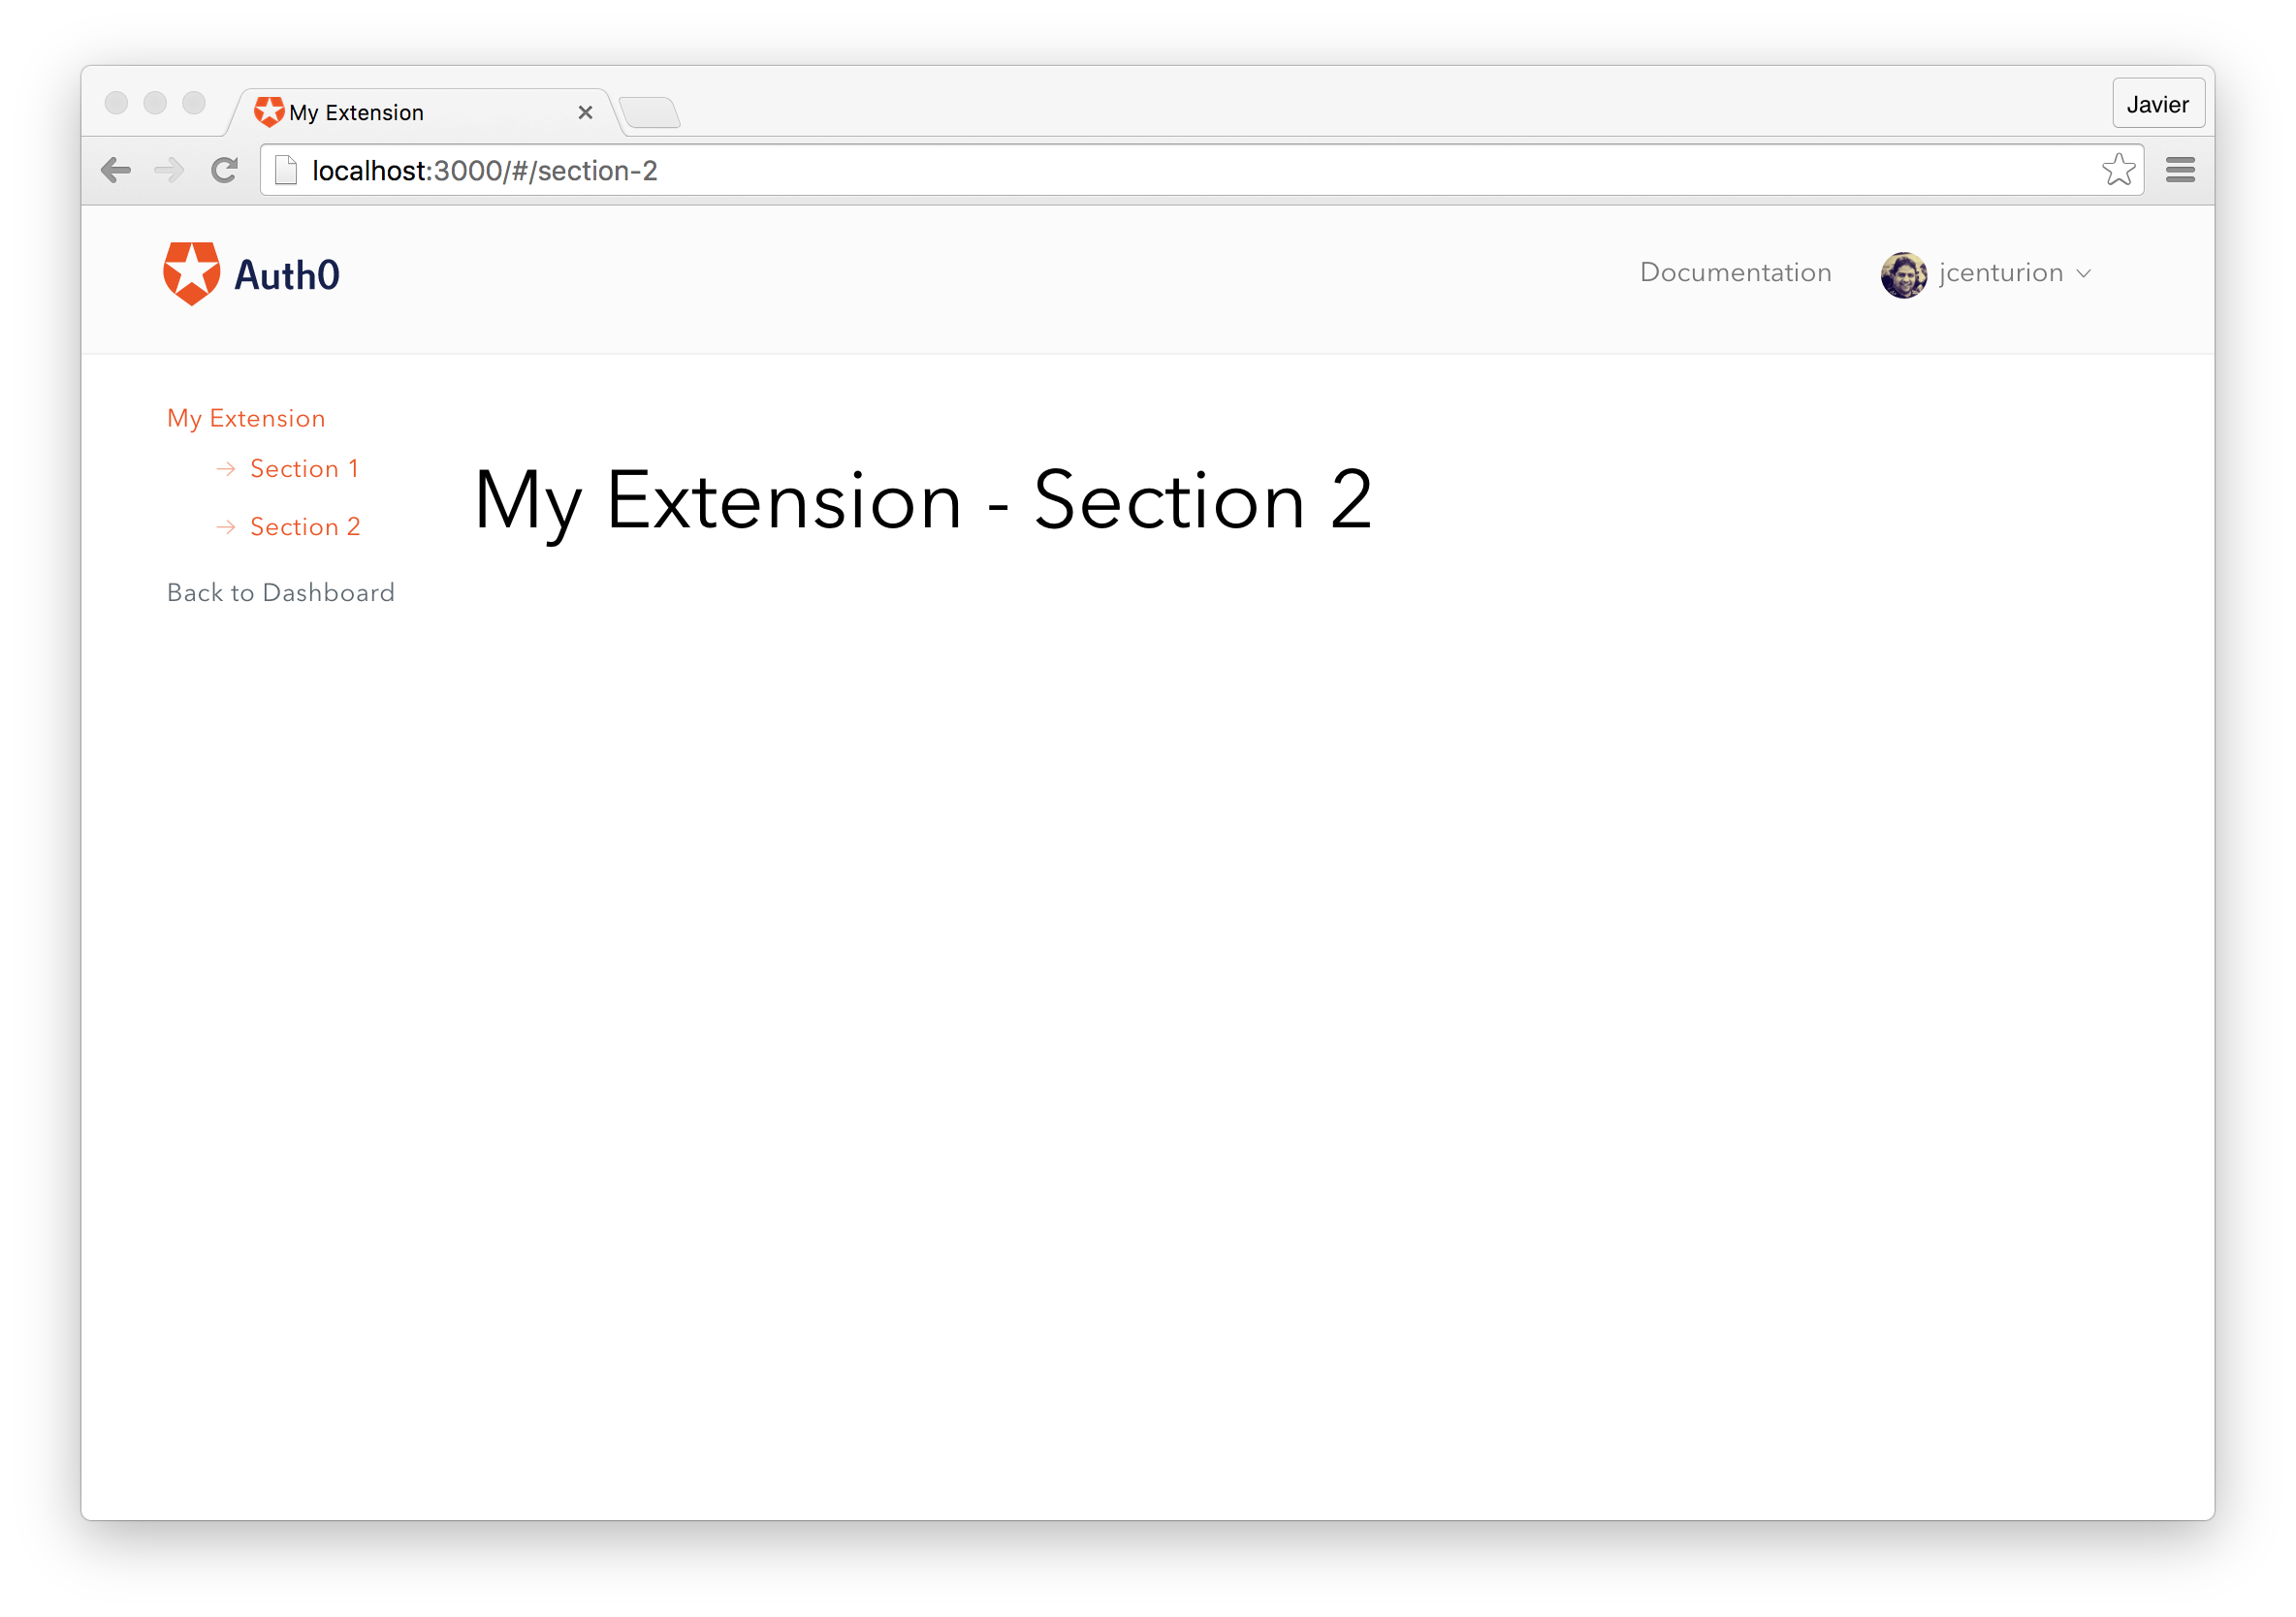 My Extension
Javier
localhost:3000/#/section-2
Auth0
Documentation
jcenturion
My Extension
→ Section 1
→ Section 2
Back to Dashboard
My Extension - Section 2